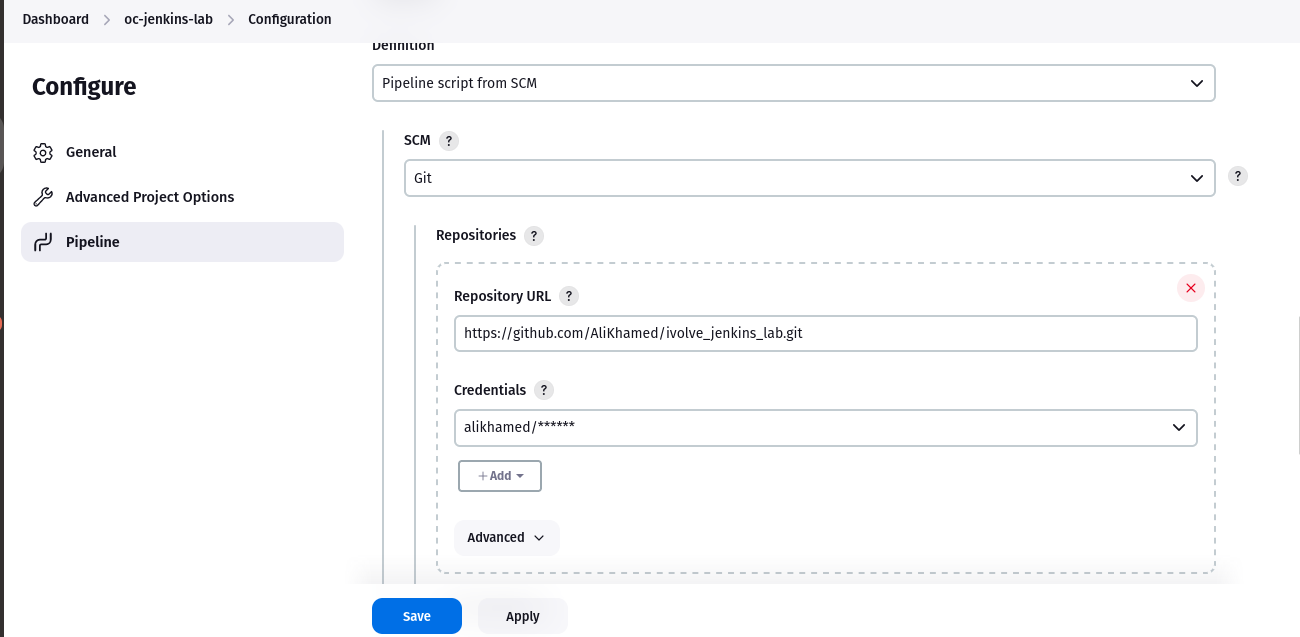 Dashboard > oc-jenkins-lab > Configuration
Definition
Configure
Pipeline script from SCM
General
SCM ?
Git
?
Advanced Project Options
Pipeline
Repositories ?
Repository URL ?
https://github.com/AliKhamed/ivolve_jenkins_lab.git
Credentials ?
alikhamed/******
+ Add
Advanced
Save
Apply